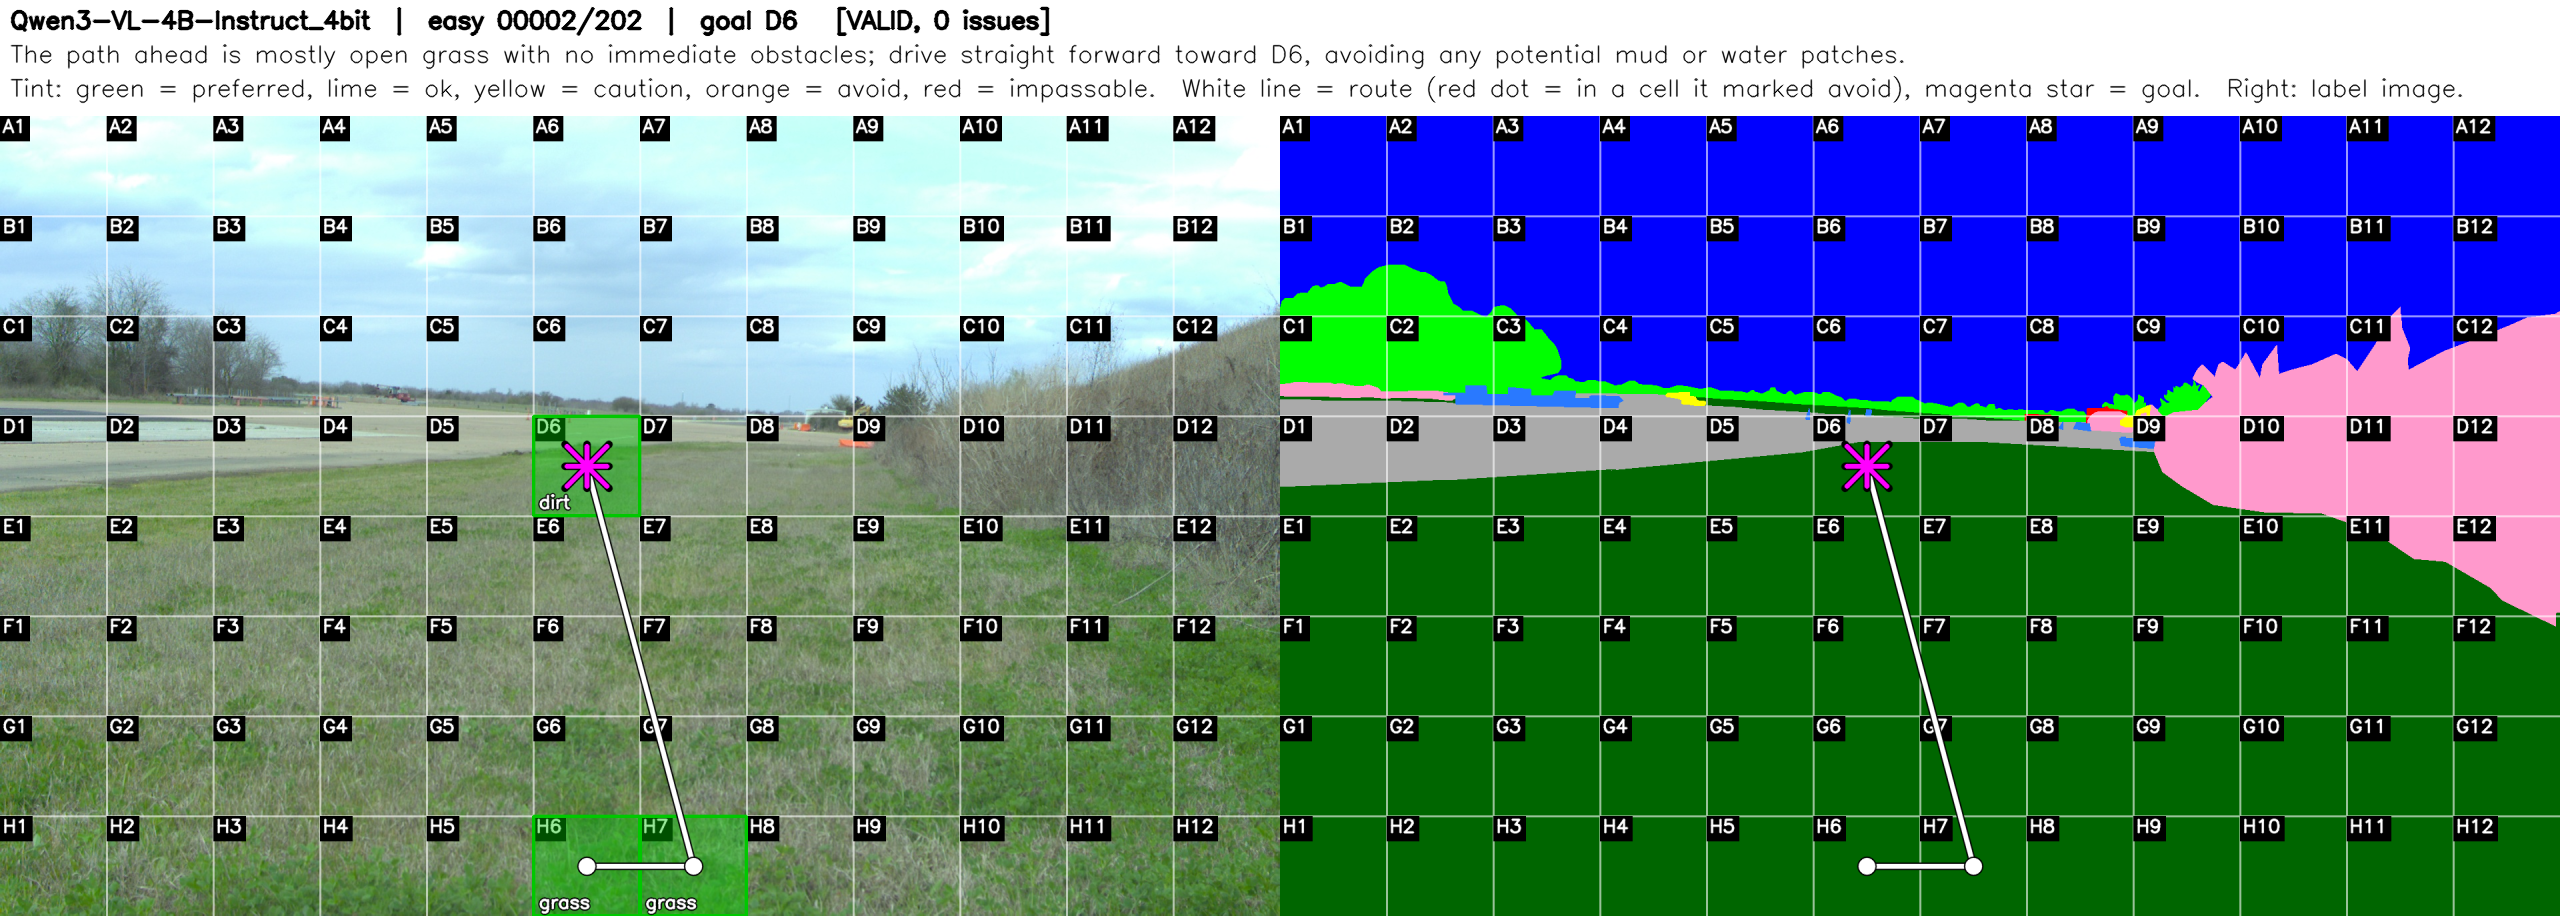 Qwen3-VL-4B-Instruct_4bit | easy 00002/202 | goal D6 [VALID, 0 issues]
The path ahead is mostly open grass with no immediate obstacles; drive straight forward toward D6, avoiding any potential mud or water patches.
Tint: green = preferred, lime = ok, yellow = caution, orange = avoid, red = impassable. White line = route (red dot = in a cell it marked avoid), magenta star = goal. Right: label image.
A1 A2 A3 A4 A5 A6 A7 A8 A9 A10 A11 A12 A1 A2 A3 A4 A5 A6 A7 A8 A9 A10 A11 A12
B1 B2 B3 B4 B5 B6 B7 B8 B9 B10 B11 B12 B1 B2 B3 B4 B5 B6 B7 B8 B9 B10 B11 B12
C1 C2 C3 C4 C5 C6 C7 C8 C9 C10 C11 C12 C1 C2 C3 C4 C5 C6 C7 C8 C9 C10 C11 C12
D1 D2 D3 D4 D5 D6 D7 D8 D9 D10 D11 D12 D1 D2 D3 D4 D5 D6 D7 D8 D9 D10 D11 D12
dirt
E1 E2 E3 E4 E5 E6 E7 E8 E9 E10 E11 E12 E1 E2 E3 E4 E5 E6 E7 E8 E9 E10 E11 E12
F1 F2 F3 F4 F5 F6 F7 F8 F9 F10 F11 F12 F1 F2 F3 F4 F5 F6 F7 F8 F9 F10 F11 F12
G1 G2 G3 G4 G5 G6 G7 G8 G9 G10 G11 G12 G1 G2 G3 G4 G5 G6 G7 G8 G9 G10 G11 G12
H1 H2 H3 H4 H5 H6 H7 H8 H9 H10 H11 H12 H1 H2 H3 H4 H5 H6 H7 H8 H9 H10 H11 H12
grass grass